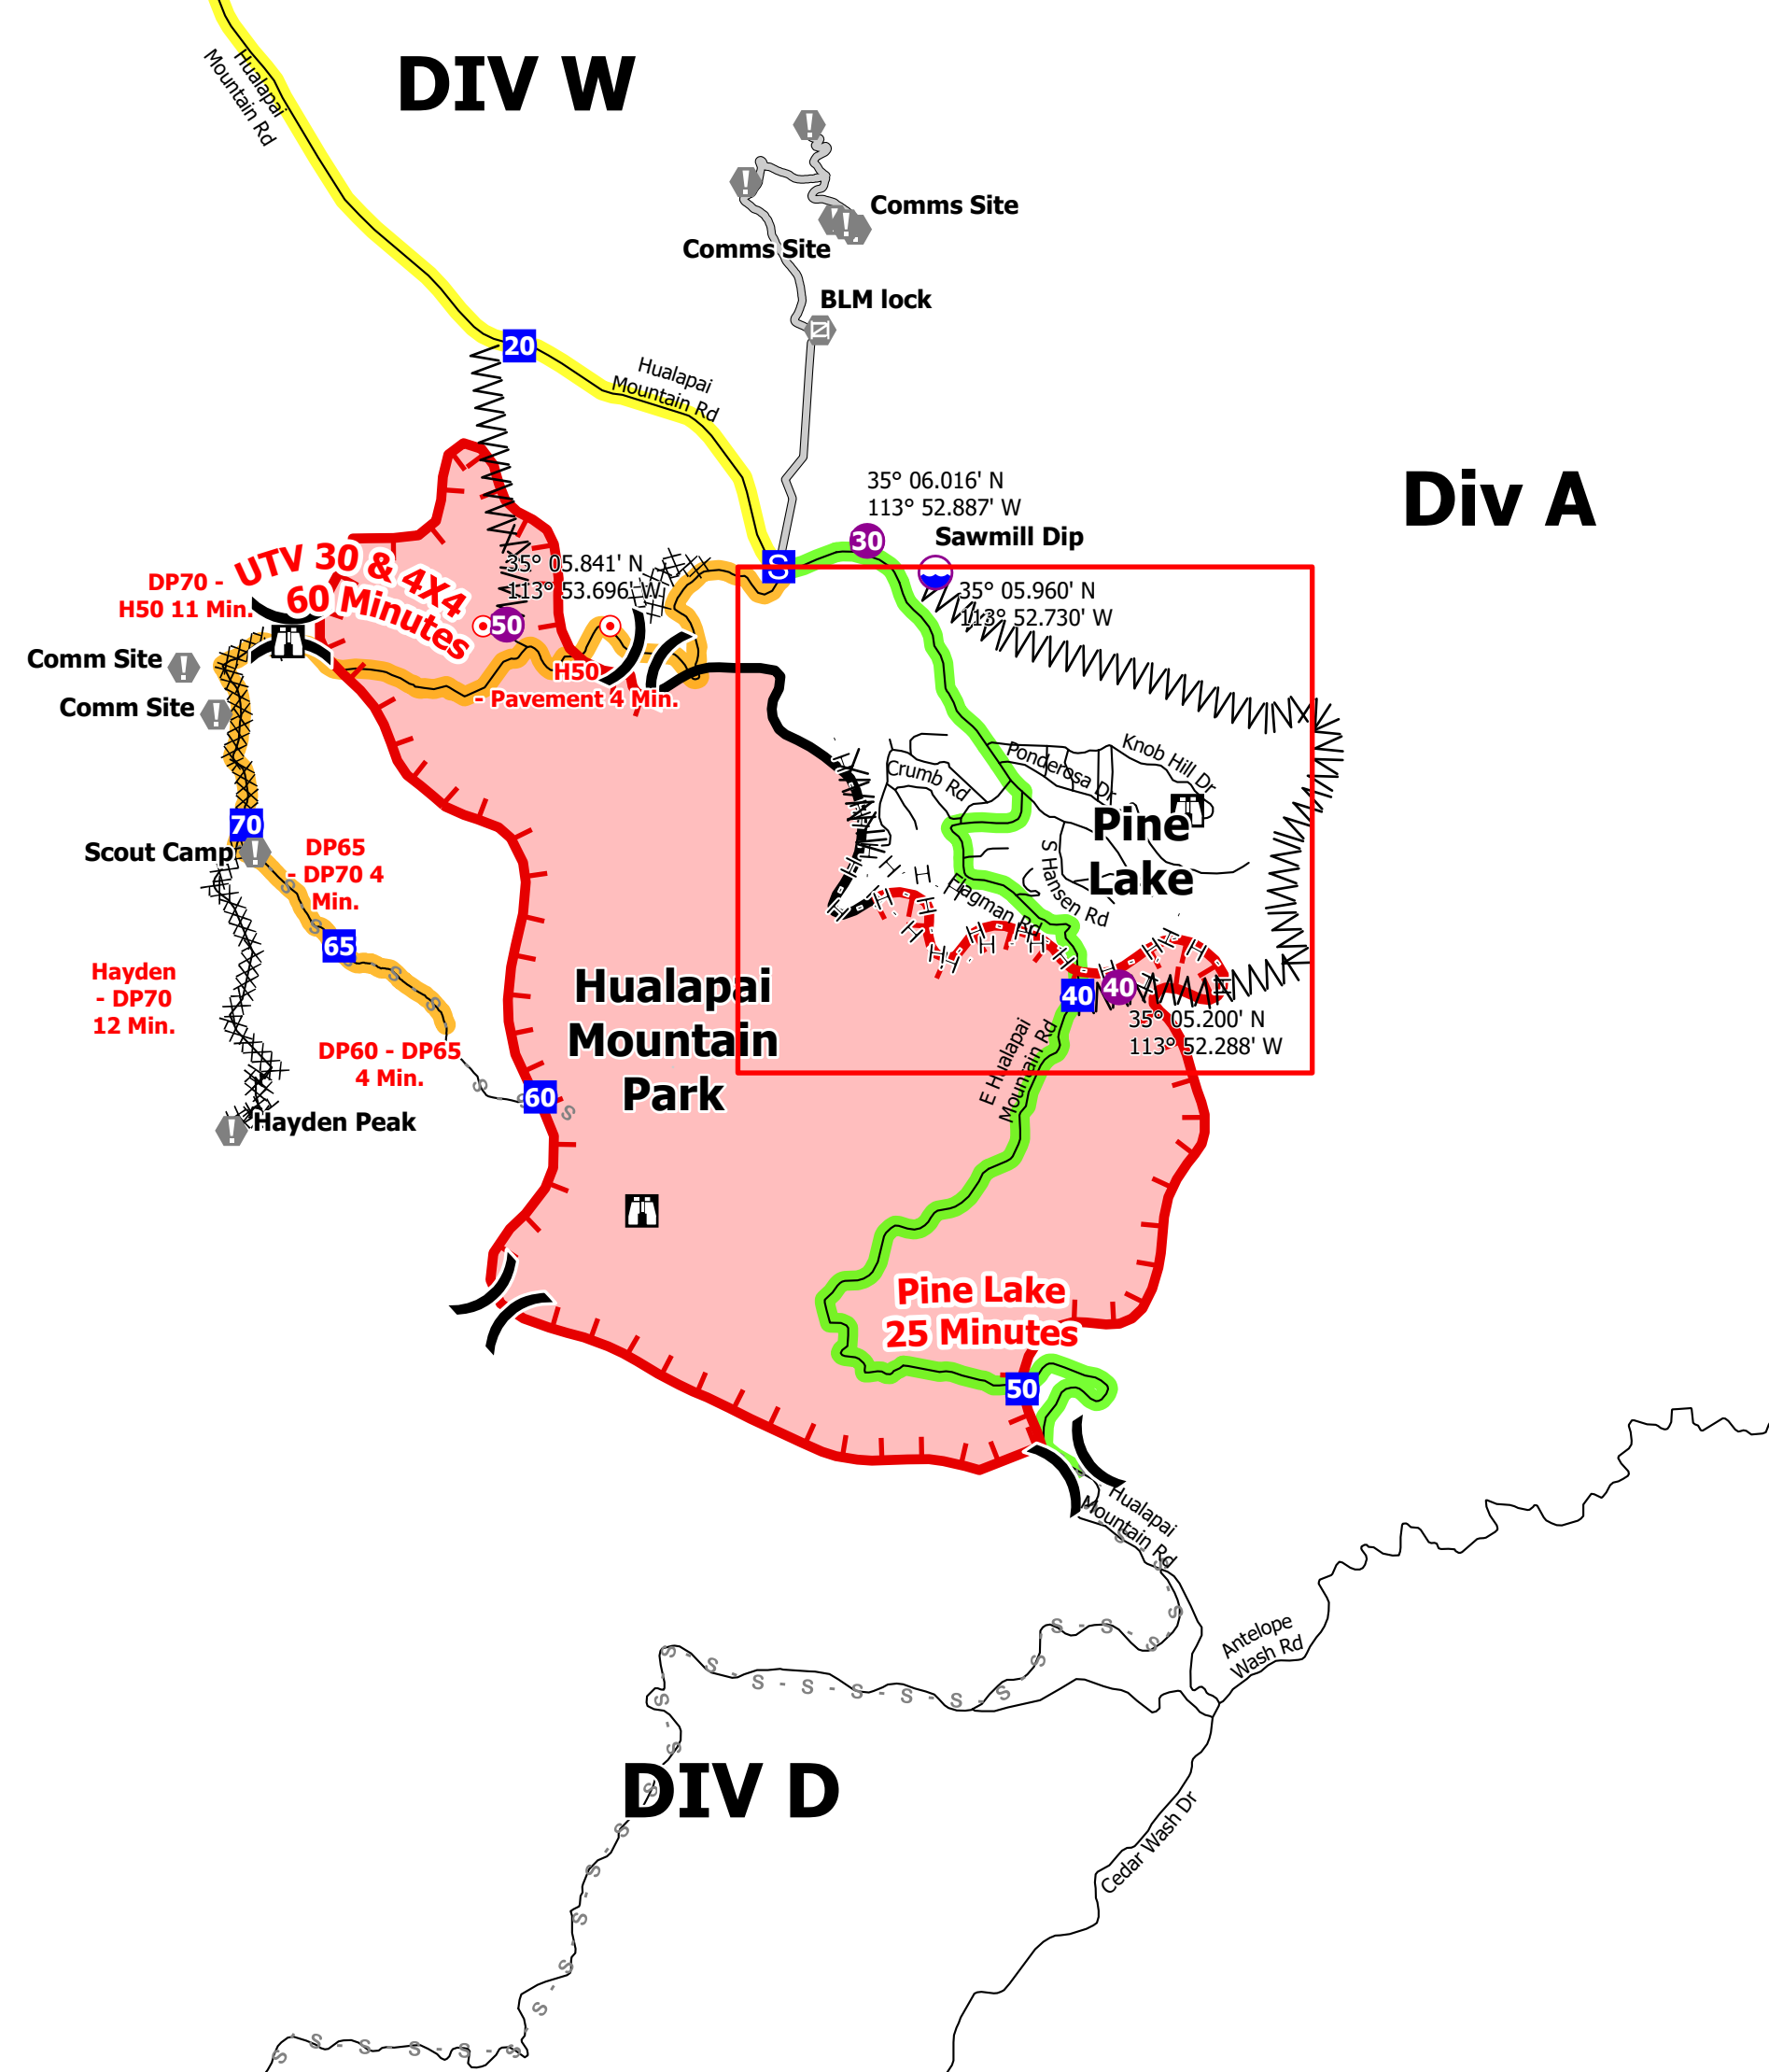 DIV W
Hualapai
Mountain Rd
Comms Site
Comms Site
BLM lock
20
Hualapai
Mountain Rd
Div A
35° 06.016' N
113° 52.887' W
30
Sawmill Dip
S
35° 05.960' N
113° 52.730' W
35° 05.841' N
113° 53.696' W
UTV 30 & 4X4
60 Minutes
DP70 -
H50 11 Min.
50
H50
- Pavement 4 Min.
Comm Site
Comm Site
Knob Hill Dr
Ponderosa Dr
Crumb Rd
Pine
Lake
S Hansen Rd
Flagman Rd
70
Scout Camp
DP65
- DP70 4
Min.
65
Hayden
- DP70
12 Min.
Hualapai
Mountain
Park
40
40
35° 05.200' N
113° 52.288' W
E Hualapai
Mountain Rd
DP60 - DP65
4 Min.
60
Hayden Peak
Pine Lake
25 Minutes
50
Hualapai
Mountain Rd
Antelope
Wash Rd
DIV D
Cedar Wash Dr